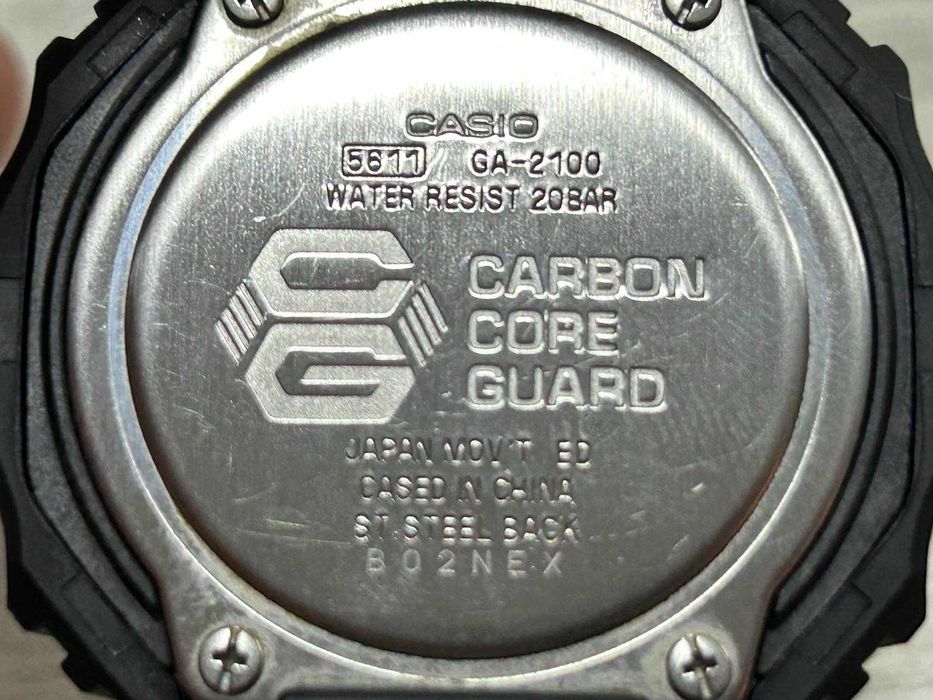 CASIO
5611 GA-2100
WATER RESIST 20BAR
CG
CARBON
CORE
GUARD
JAPAN MOV'T ED
CASED IN CHINA
ST.STEEL BACK
B02NEX